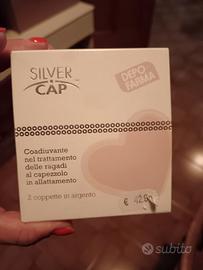 SILVER
CAP
DEPO
FARMA
Coadiuvante
nel trattamento
delle ragadi
al capezzolo
in allattamento
2 coppette in argento
€
subito